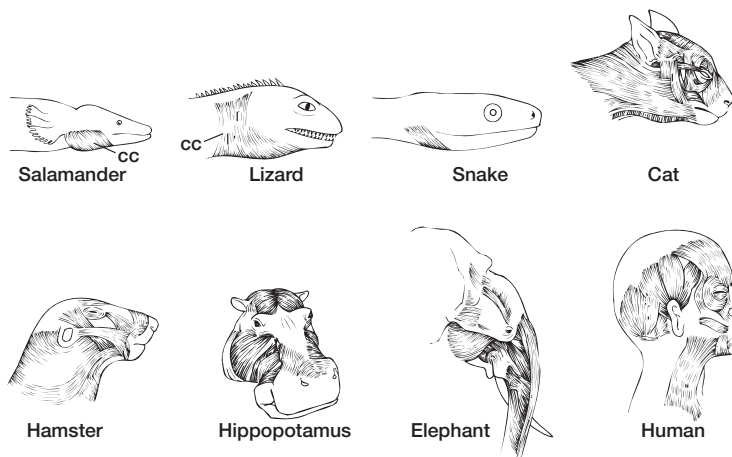 CC
CC
Salamander
Lizard
Snake
Cat
Hamster
Hippopotamus
Elephant
Human